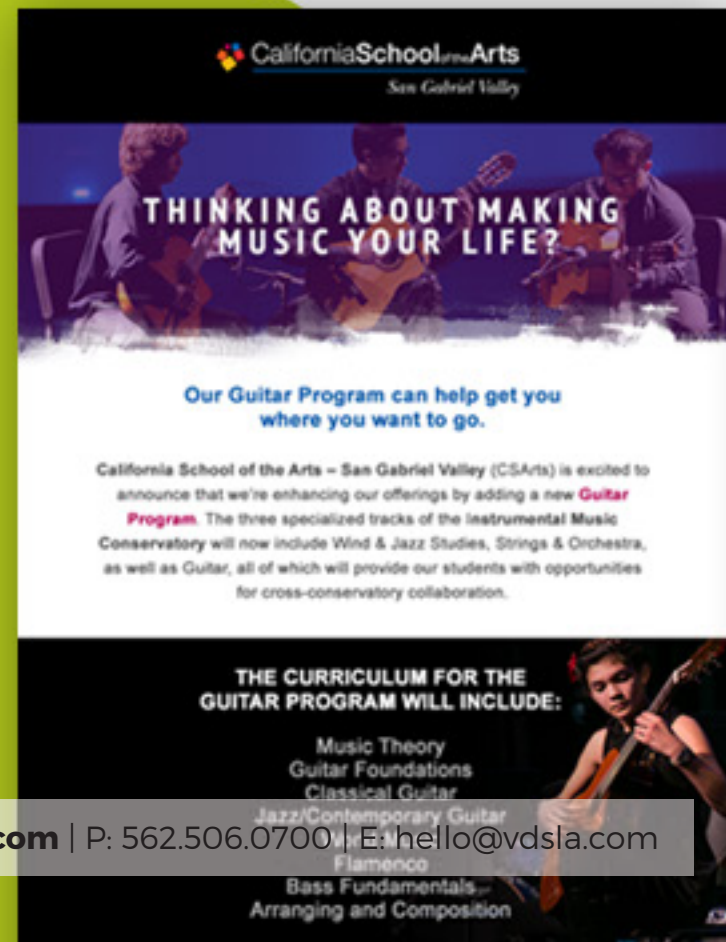 CaliforniaSchooloftheArts
San Gabriel Valley
THINKING ABOUT MAKING
MUSIC YOUR LIFE?
Our Guitar Program can help get you
where you want to go.
California School of the Arts – San Gabriel Valley (CSArts) is excited to
announce that we're enhancing our offerings by adding a new Guitar
Program. The three specialized tracks of the Instrumental Music
Conservatory will now include Wind & Jazz Studies, Strings & Orchestra,
as well as Guitar, all of which will provide our students with opportunities
for cross-conservatory collaboration.
THE CURRICULUM FOR THE
GUITAR PROGRAM WILL INCLUDE:
Music Theory
Guitar Foundations
Classical Guitar
Jazz/Contemporary Guitar
com | P: 562.506.0700 | E: hello@vdsla.com
Flamenco
Bass Fundamentals
Arranging and Composition